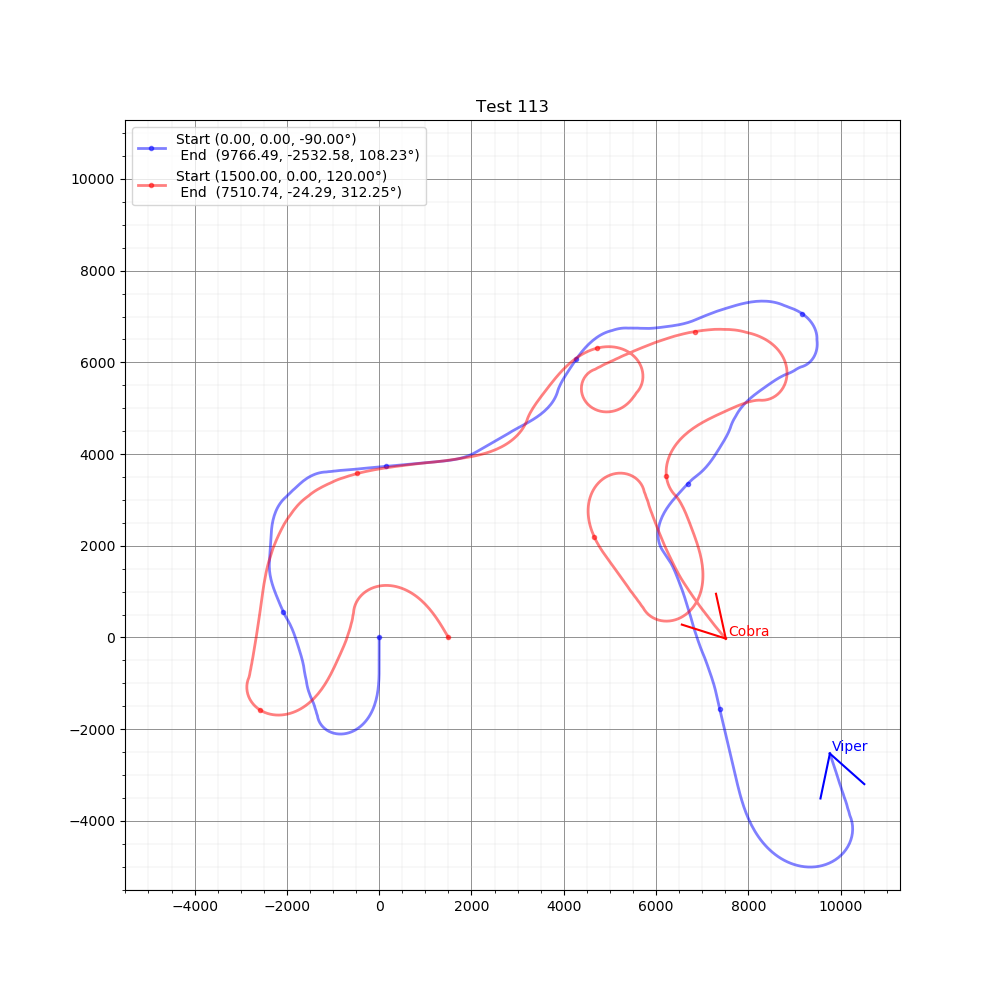 Test 113
Start (0.00, 0.00, -90.00°)
End (9766.49, -2532.58, 108.23°)
Start (1500.00, 0.00, 120.00°)
End (7510.74, -24.29, 312.25°)
10000
8000
6000
4000
2000
0
−2000
−4000
Cobra
Viper
−4000 −2000 0 2000 4000 6000 8000 10000